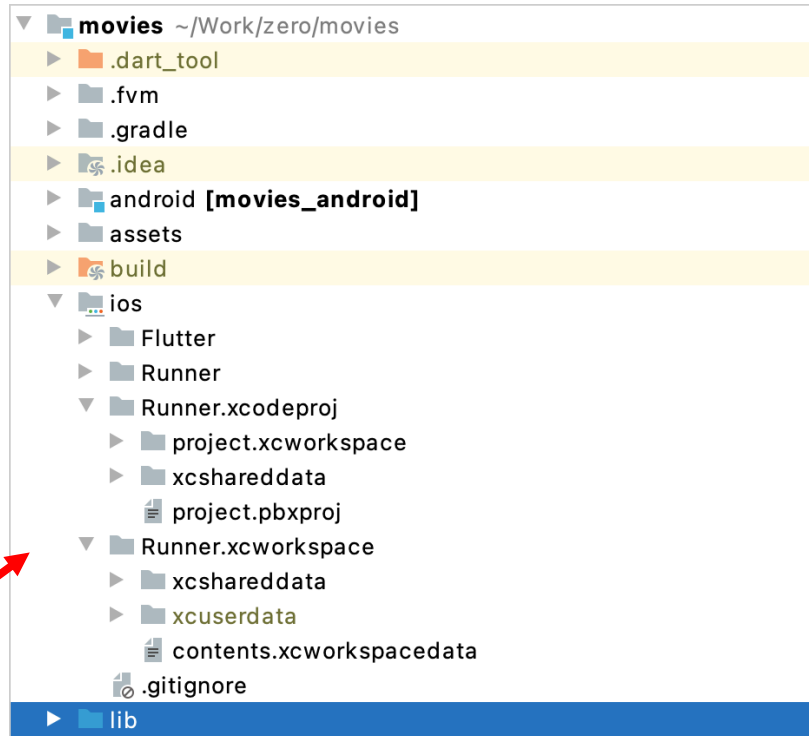 movies ~/Work/zero/movies
.dart_tool
.fvm
.gradle
.idea
android [movies_android]
assets
build
ios
Flutter
Runner
Runner.xcodeproj
project.xcworkspace
xcshareddata
project.pbxproj
Runner.xcworkspace
xcshareddata
xcuserdata
contents.xcworkspacedata
.gitignore
lib